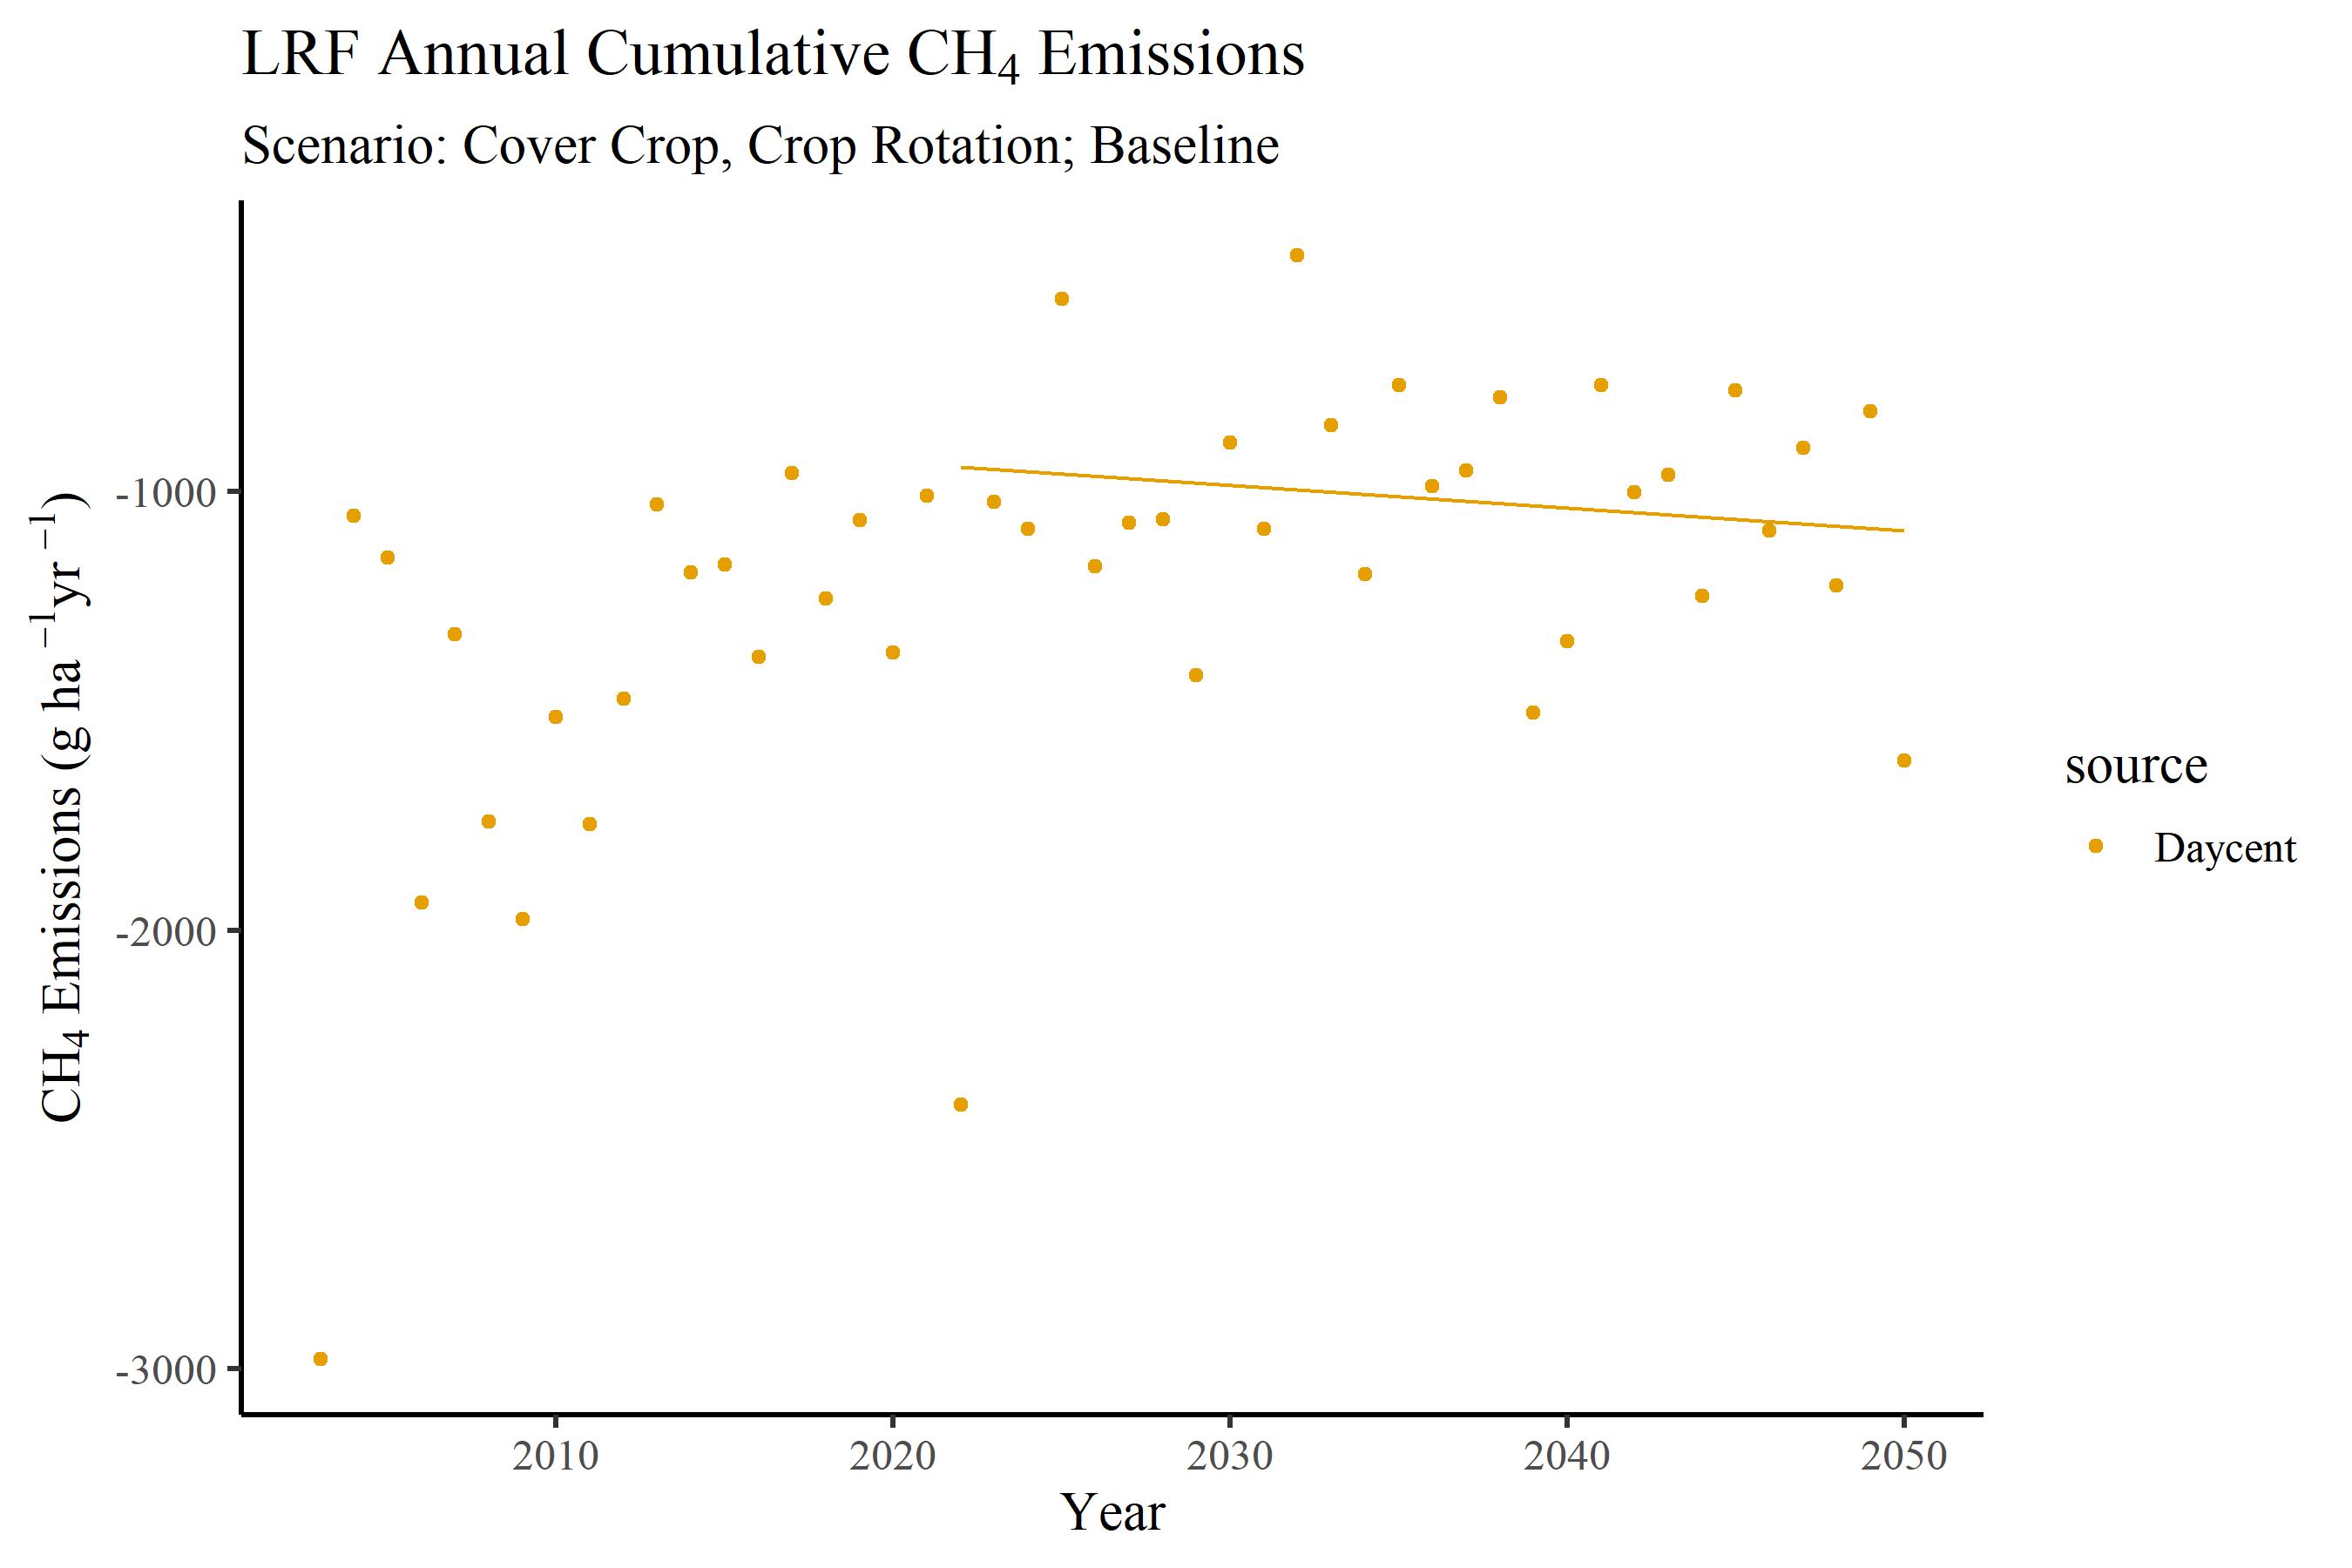 LRF Annual Cumulative CH₄ Emissions
Scenario: Cover Crop, Crop Rotation; Baseline
CH₄ Emissions (g ha ⁻¹yr ⁻¹)
-1000
-2000
-3000
2010 2020 2030 2040 2050
Year
source
Daycent